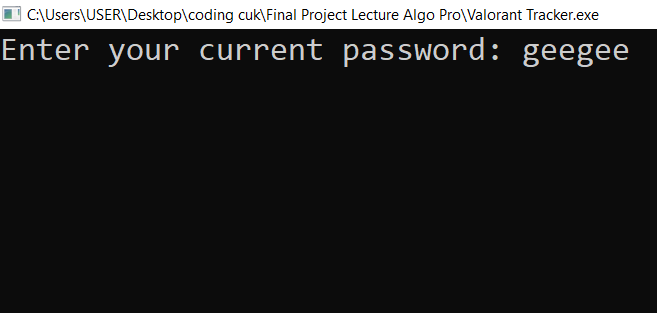 C:\Users\USER\Desktop\coding cuk\Final Project Lecture Algo Pro\Valorant Tracker.exe
Enter your current password: geegee